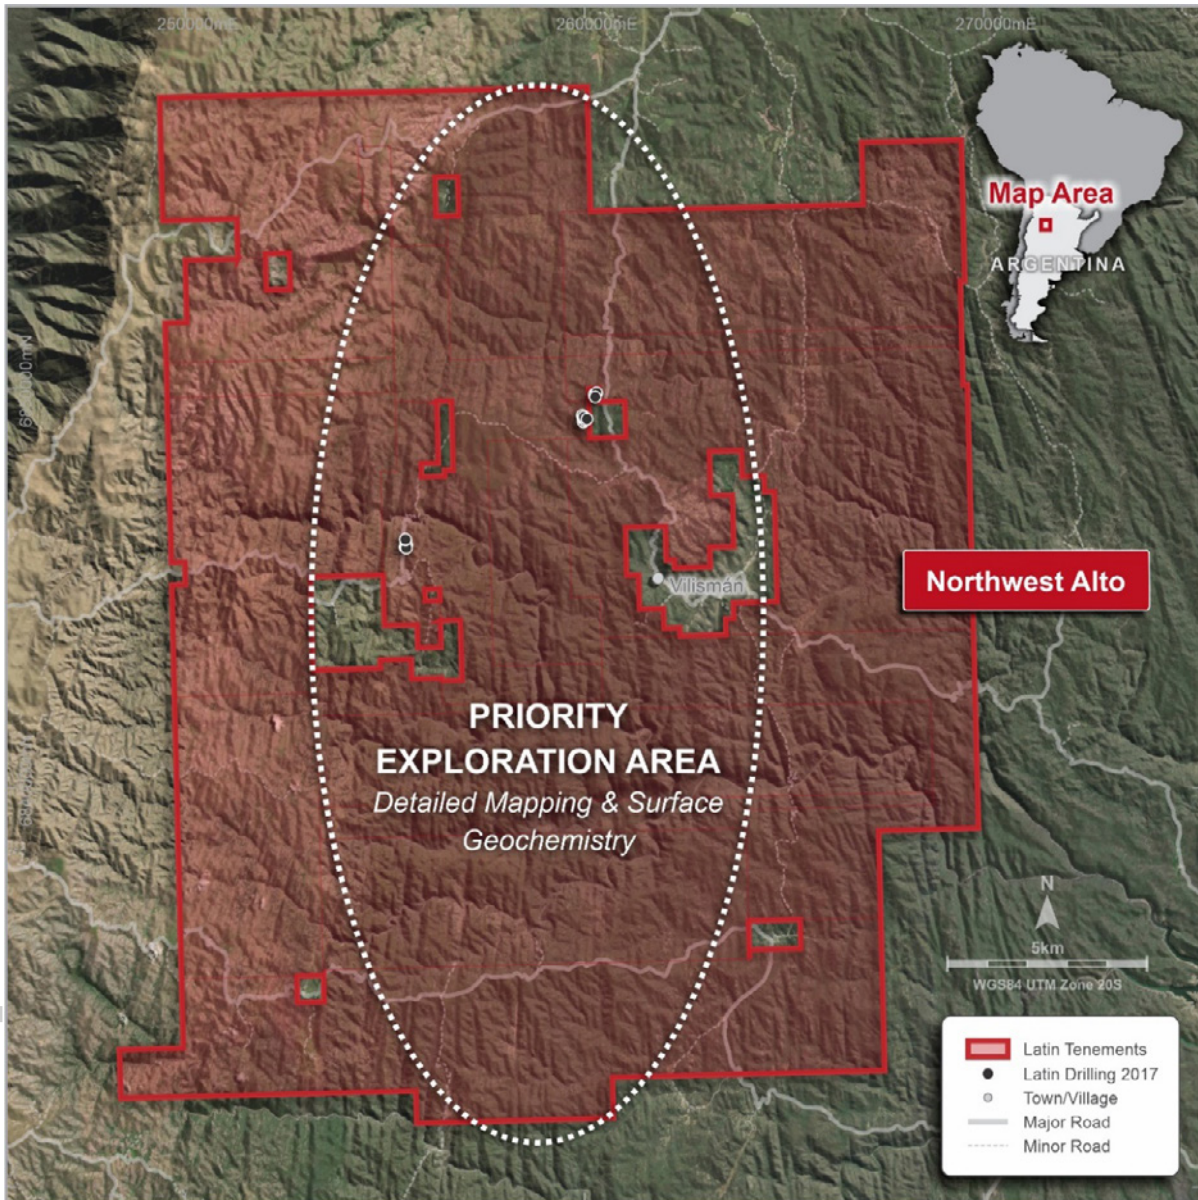 250000mE
260000mE
270000mE
Map Area
ARGENTINA
Vilismán
Northwest Alto
PRIORITY
EXPLORATION AREA
Detailed Mapping & Surface
Geochemistry
N
5km
WGS84 UTM Zone 20S
Latin Tenements
Latin Drilling 2017
Town/Village
Major Road
Minor Road